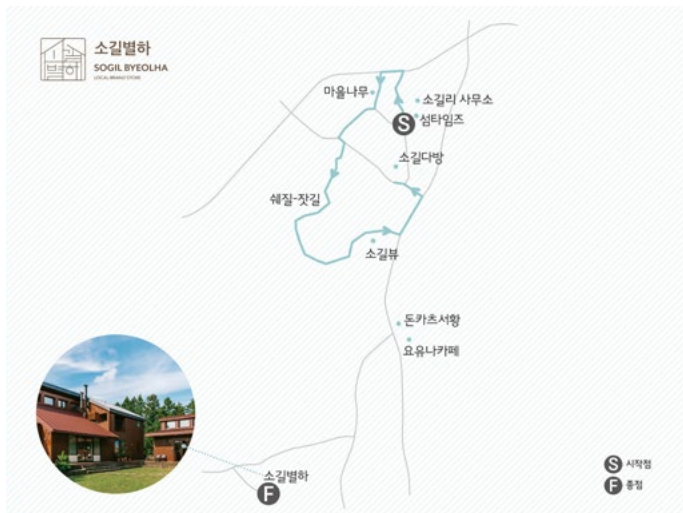 소길별하
SOGIL BYEOLHA
LOCAL BRAND STORE
마을나무
소길리 사무소
섬타임즈
S
소길다방
쉐질-잣길
소길뷰
돈카츠서황
요유나카페
소길별하
F
S 시작점
F 종점